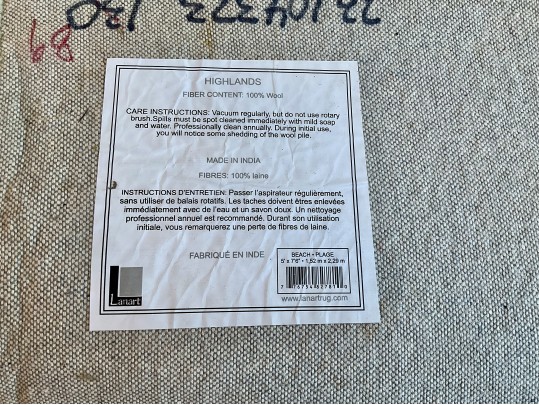 68
HIGHLANDS
FIBER CONTENT: 100% Wool
CARE INSTRUCTIONS: Vacuum regularly, but do not use rotary
brush.Spills must be spot cleaned immediately with mild soap
and water. Professionally clean annually. During initial use,
you will notice some shedding of the wool pile.
MADE IN INDIA
FIBRES: 100% laine
INSTRUCTIONS D'ENTRETIEN: Passer l'aspirateur régulièrement,
sans utiliser de balais rotatifs. Les taches doivent être enlevées
immédiatement avec de l'eau et un savon doux. Un nettoyage
professionnel annuel est recommandé. Durant son utilisation
initiale, vous remarquerez une perte de fibres de laine.
FABRIQUÉ EN INDE
BEACH • PLAGE
5' x 7'6" • 1,52 m x 2,29 m
Lanart
www.lanartrug.com